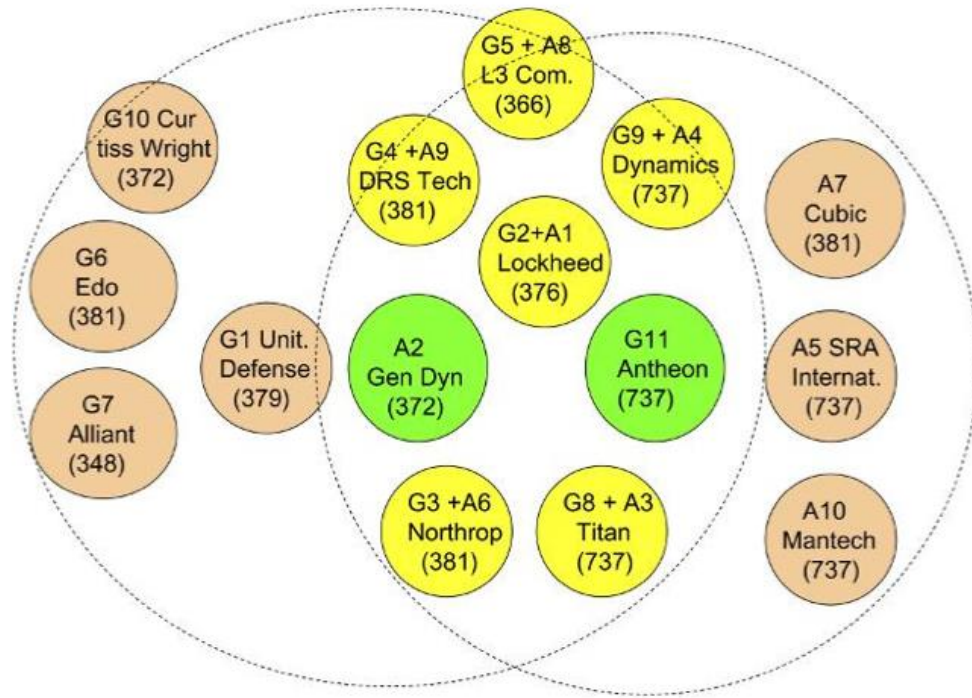 G5 + A8
L3 Com.
(366)
G10 Cur
tiss Wright
(372)
G4 +A9
DRS Tech
(381)
G9 + A4
Dynamics
(737)
A7
Cubic
(381)
G2+A1
Lockheed
(376)
G6
Edo
(381)
G1 Unit.
Defense
(379)
A2
Gen Dyn
(372)
G11
Antheon
(737)
A5 SRA
Internat.
(737)
G7
Alliant
(348)
G3 +A6
Northrop
(381)
G8 + A3
Titan
(737)
A10
Mantech
(737)